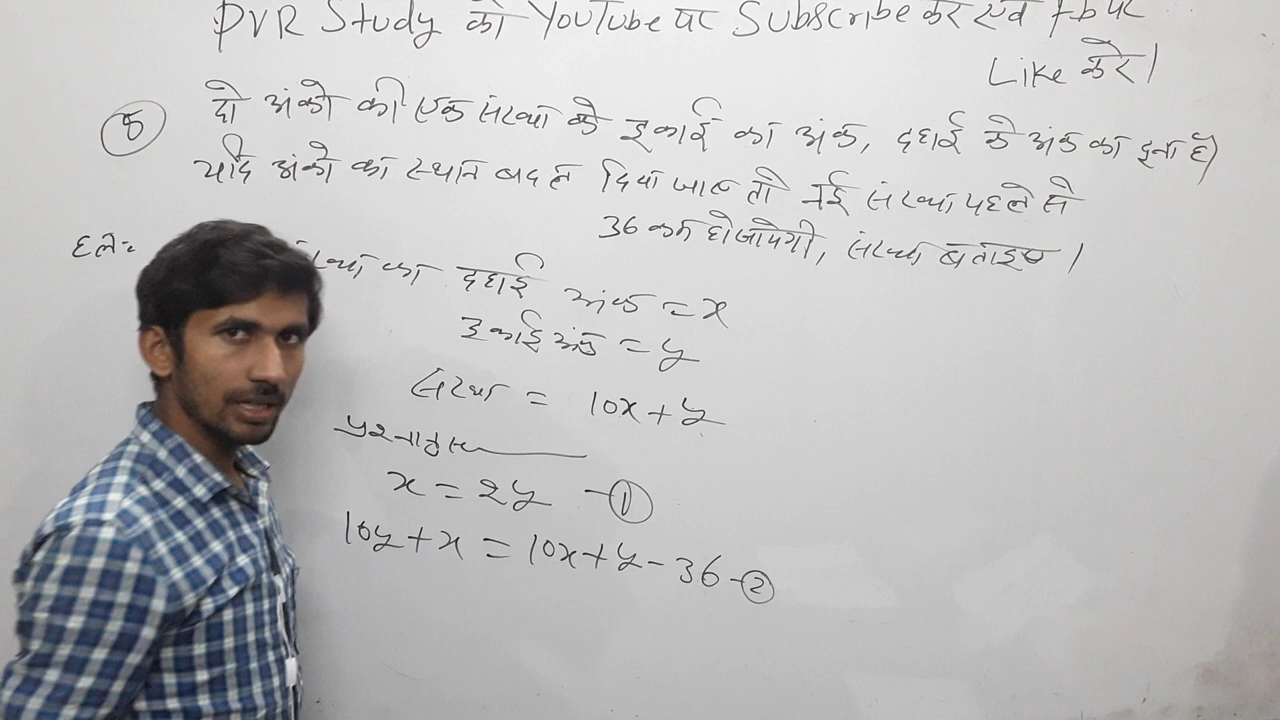 PVR Study को YouTube पर Subscribe करे एवं Fb पर
Like करे।
दो अंको की एक संख्या के इकाई का अंक, दहाई के अंक का दूना है)
यदि अंको का स्थान बदल दिया जाए तो नई संख्या पहले से
36 कम हो जायेगी, संख्या बताइए।
हल:- का दहाई अंक = x
इकाई अंक = y
संख्या = 10x + y
प्रश्नानुसार
x = 2y - ①
10y + x = 10x + y - 36 - ②